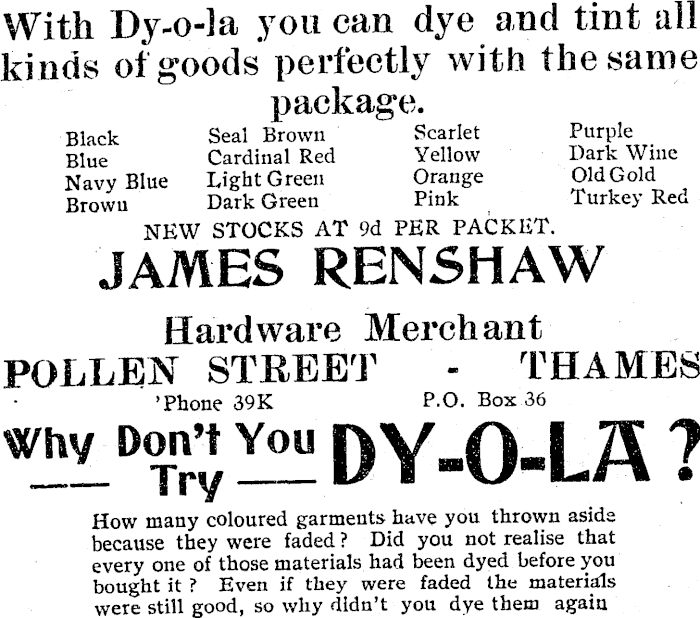 With Dy-o-la you can dye and tint all
kinds of goods perfectly with the same
package.
Black Seal Brown Scarlet Purple
Blue Cardinal Red Yellow Dark Wine
Navy Blue Light Green Orange Old Gold
Brown Dark Green Pink Turkey Red
NEW STOCKS AT 9d PER PACKET.
JAMES RENSHAW
Hardware Merchant
POLLEN STREET - THAMES
'Phone 39K P.O. Box 36
Why Don't You
Try
DY-O-LA?
How many coloured garments have you thrown aside
because they were faded? Did you not realise that
every one of those materials had been dyed before you
bought it? Even if they were faded the materials
were still good, so why didn't you dye them again